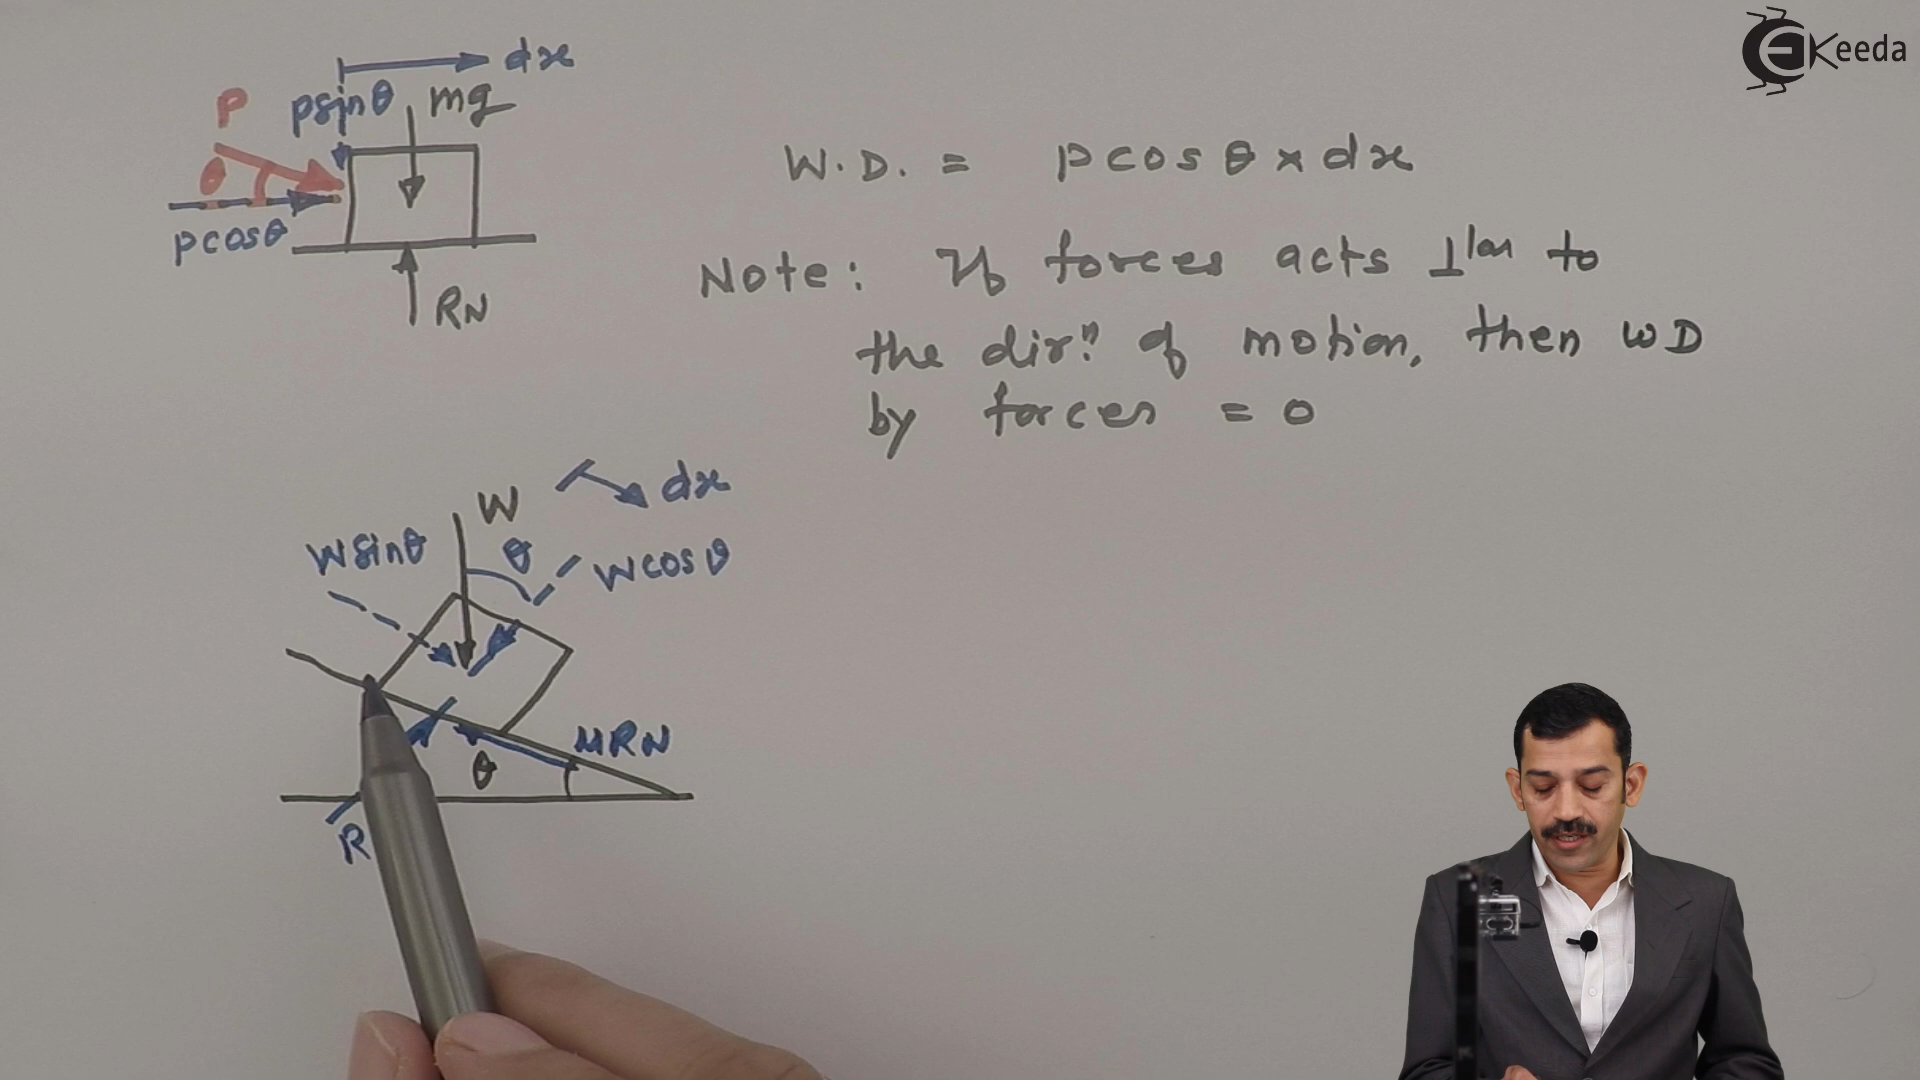 EKeeda
dx
P
psinθ
mg
θ
pcosθ
RN
W.D. = pcosθ x dx
Note: If forces acts ⊥lar to
the dirⁿ. of motion, then WD
by forces = 0
W
dx
Wsinθ
θ
Wcosθ
μRN
θ
R